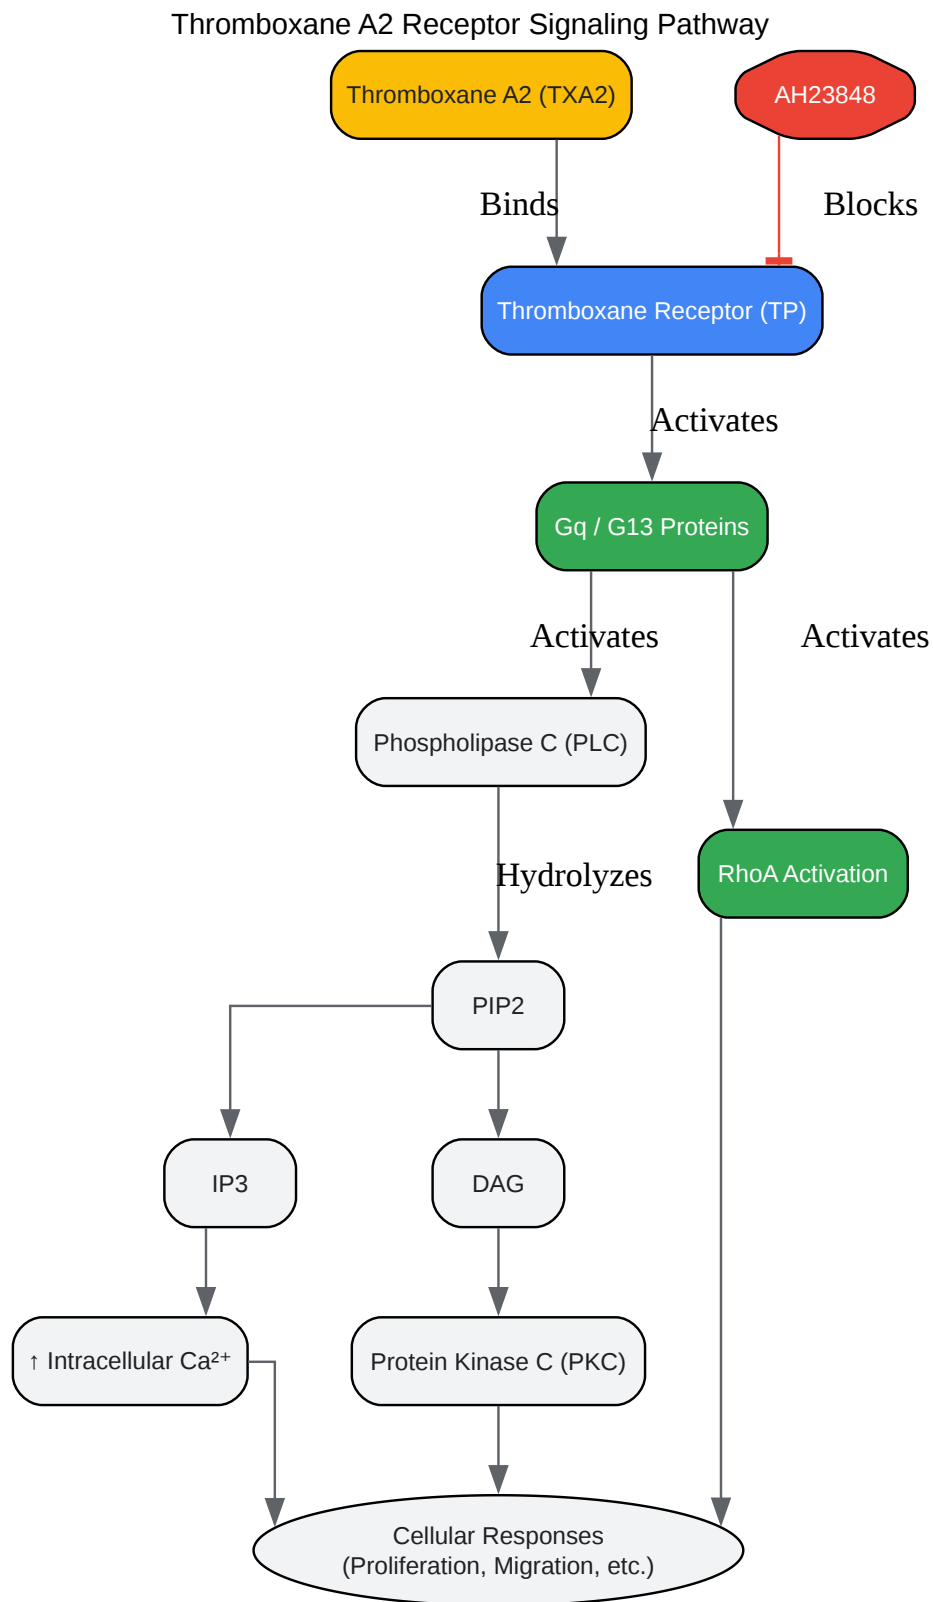 Thromboxane A2 Receptor Signaling Pathway
Thromboxane A2 (TXA2)
AH23848
Binds
Blocks
Thromboxane Receptor (TP)
Activates
Gq / G13 Proteins
Activates
Activates
Phospholipase C (PLC)
Hydrolyzes
RhoA Activation
PIP2
IP3
DAG
↑ Intracellular Ca²⁺
Protein Kinase C (PKC)
Cellular Responses
(Proliferation, Migration, etc.)